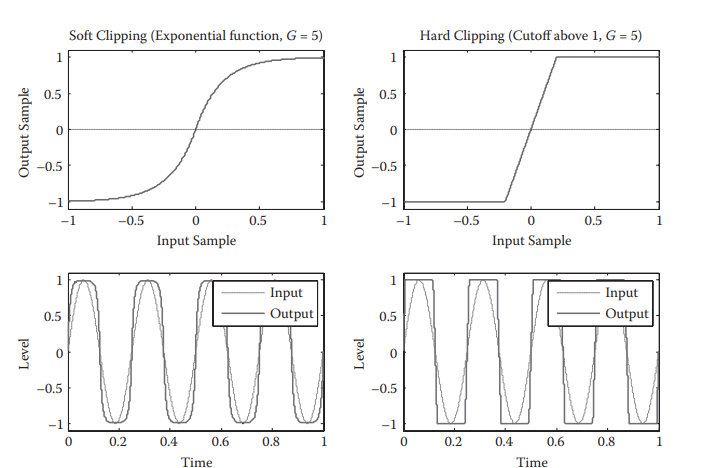 Soft Clipping (Exponential function, G = 5)
Output Sample
1
0.5
0
−0.5
−1
−1 −0.5 0 0.5 1
Input Sample
Hard Clipping (Cutoff above 1, G = 5)
Output Sample
1
0.5
0
−0.5
−1
−1 −0.5 0 0.5 1
Input Sample
Level
1
0.5
0
−0.5
−1
Input
Output
0 0.2 0.4 0.6 0.8 1
Time
Level
1
0.5
0
−0.5
−1
Input
Output
0 0.2 0.4 0.6 0.8 1
Time